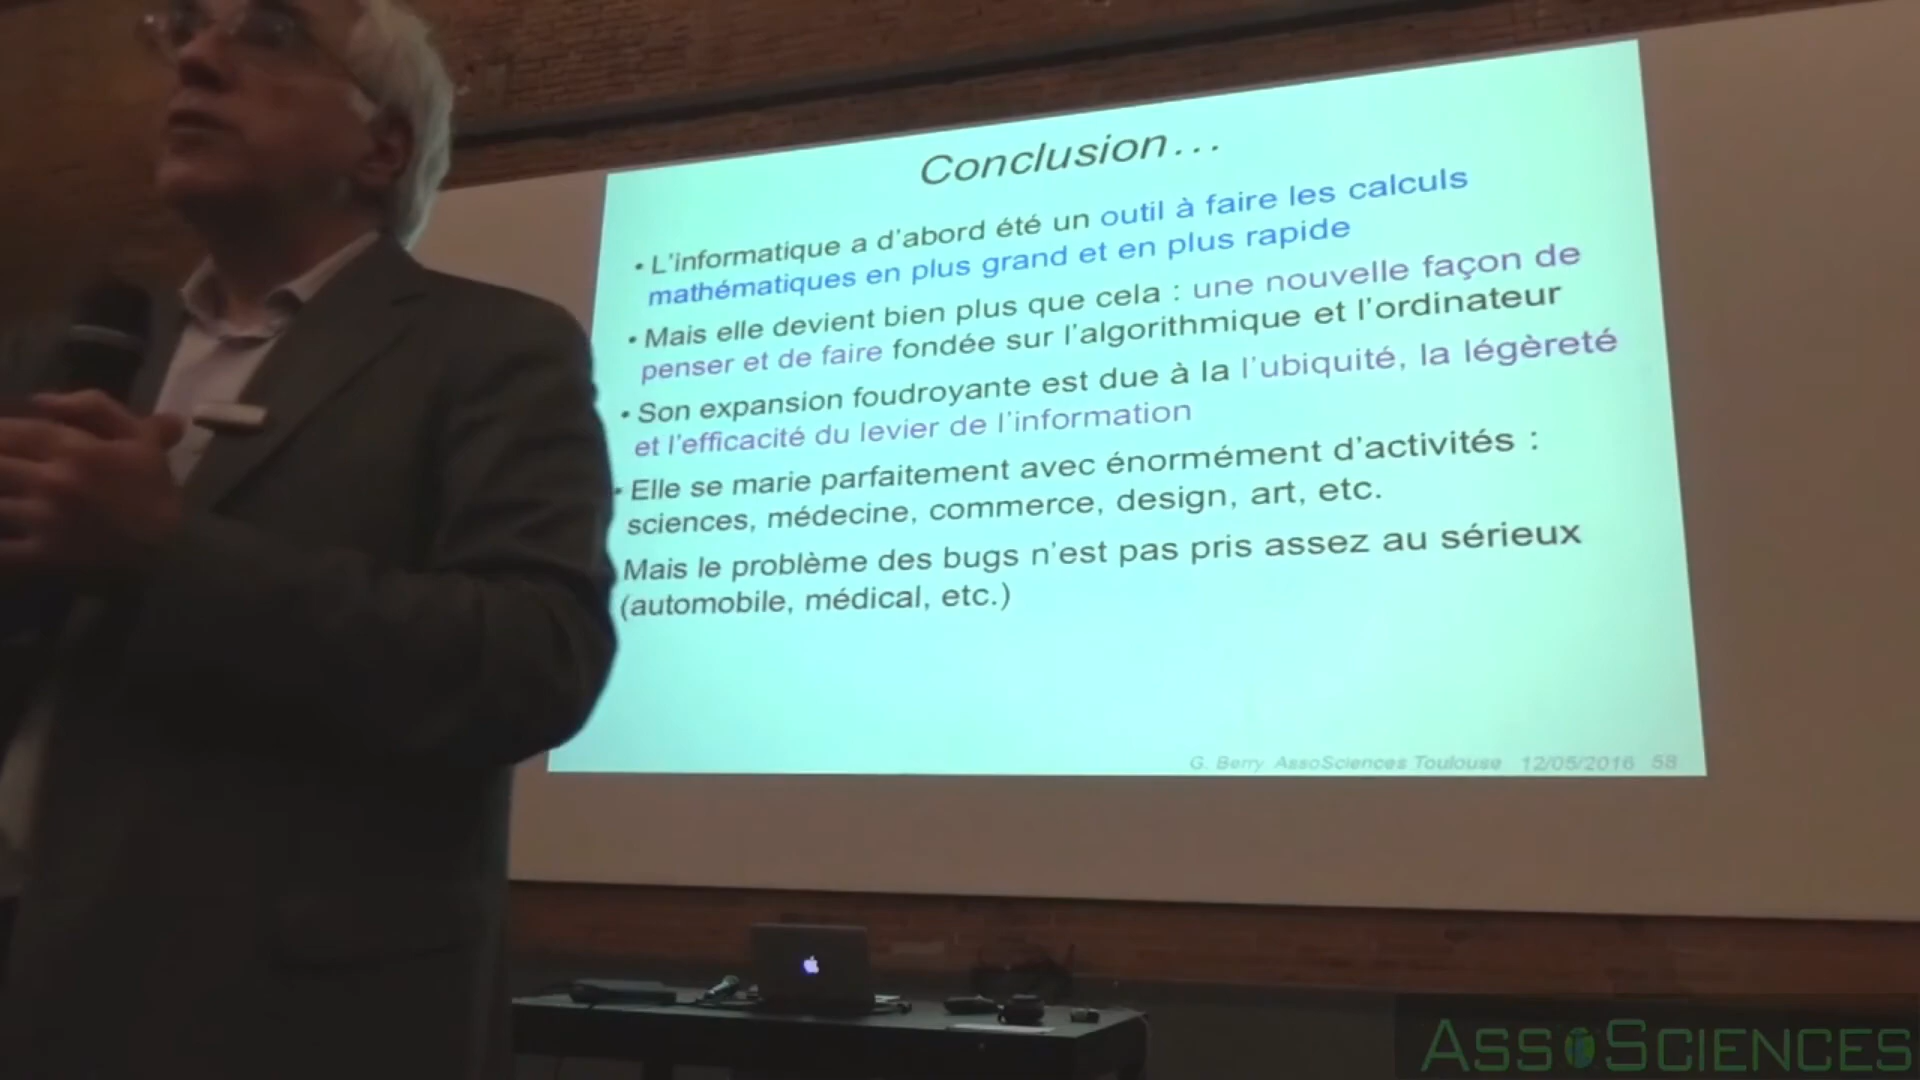 Conclusion...
• L'informatique a d'abord été un outil à faire les calculs
mathématiques en plus grand et en plus rapide
• Mais elle devient bien plus que cela : une nouvelle façon de
penser et de faire fondée sur l'algorithmique et l'ordinateur
• Son expansion foudroyante est due à la l'ubiquité, la légèreté
et l'efficacité du levier de l'information
• Elle se marie parfaitement avec énormément d'activités :
sciences, médecine, commerce, design, art, etc.
Mais le problème des bugs n'est pas pris assez au sérieux
(automobile, médical, etc.)
G. Berry AssoSciences Toulouse 12/05/2016 58
ASSOSCIENCES